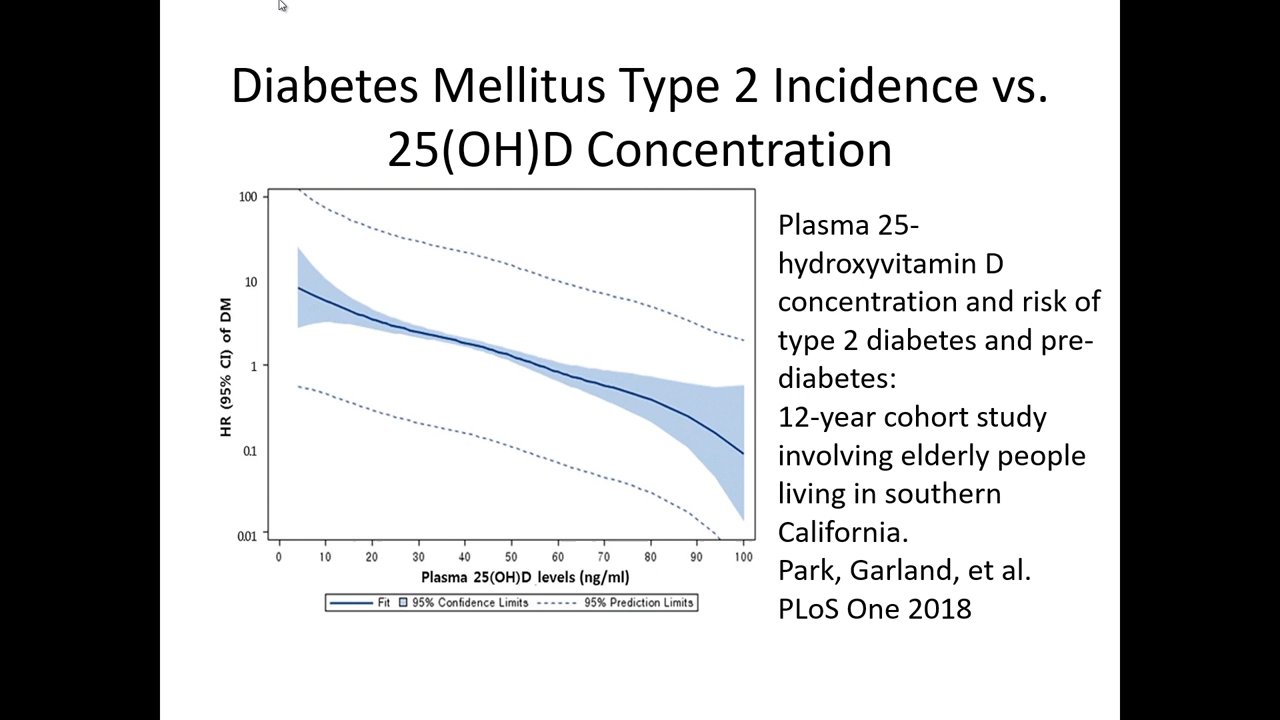 Diabetes Mellitus Type 2 Incidence vs.
25(OH)D Concentration
100
10
1
0.1
0.01
HR (95% CI) of DM
0 10 20 30 40 50 60 70 80 90 100
Plasma 25(OH)D levels (ng/ml)
Fit 95% Confidence Limits 95% Prediction Limits
Plasma 25-
hydroxyvitamin D
concentration and risk of
type 2 diabetes and pre-
diabetes:
12-year cohort study
involving elderly people
living in southern
California.
Park, Garland, et al.
PLoS One 2018